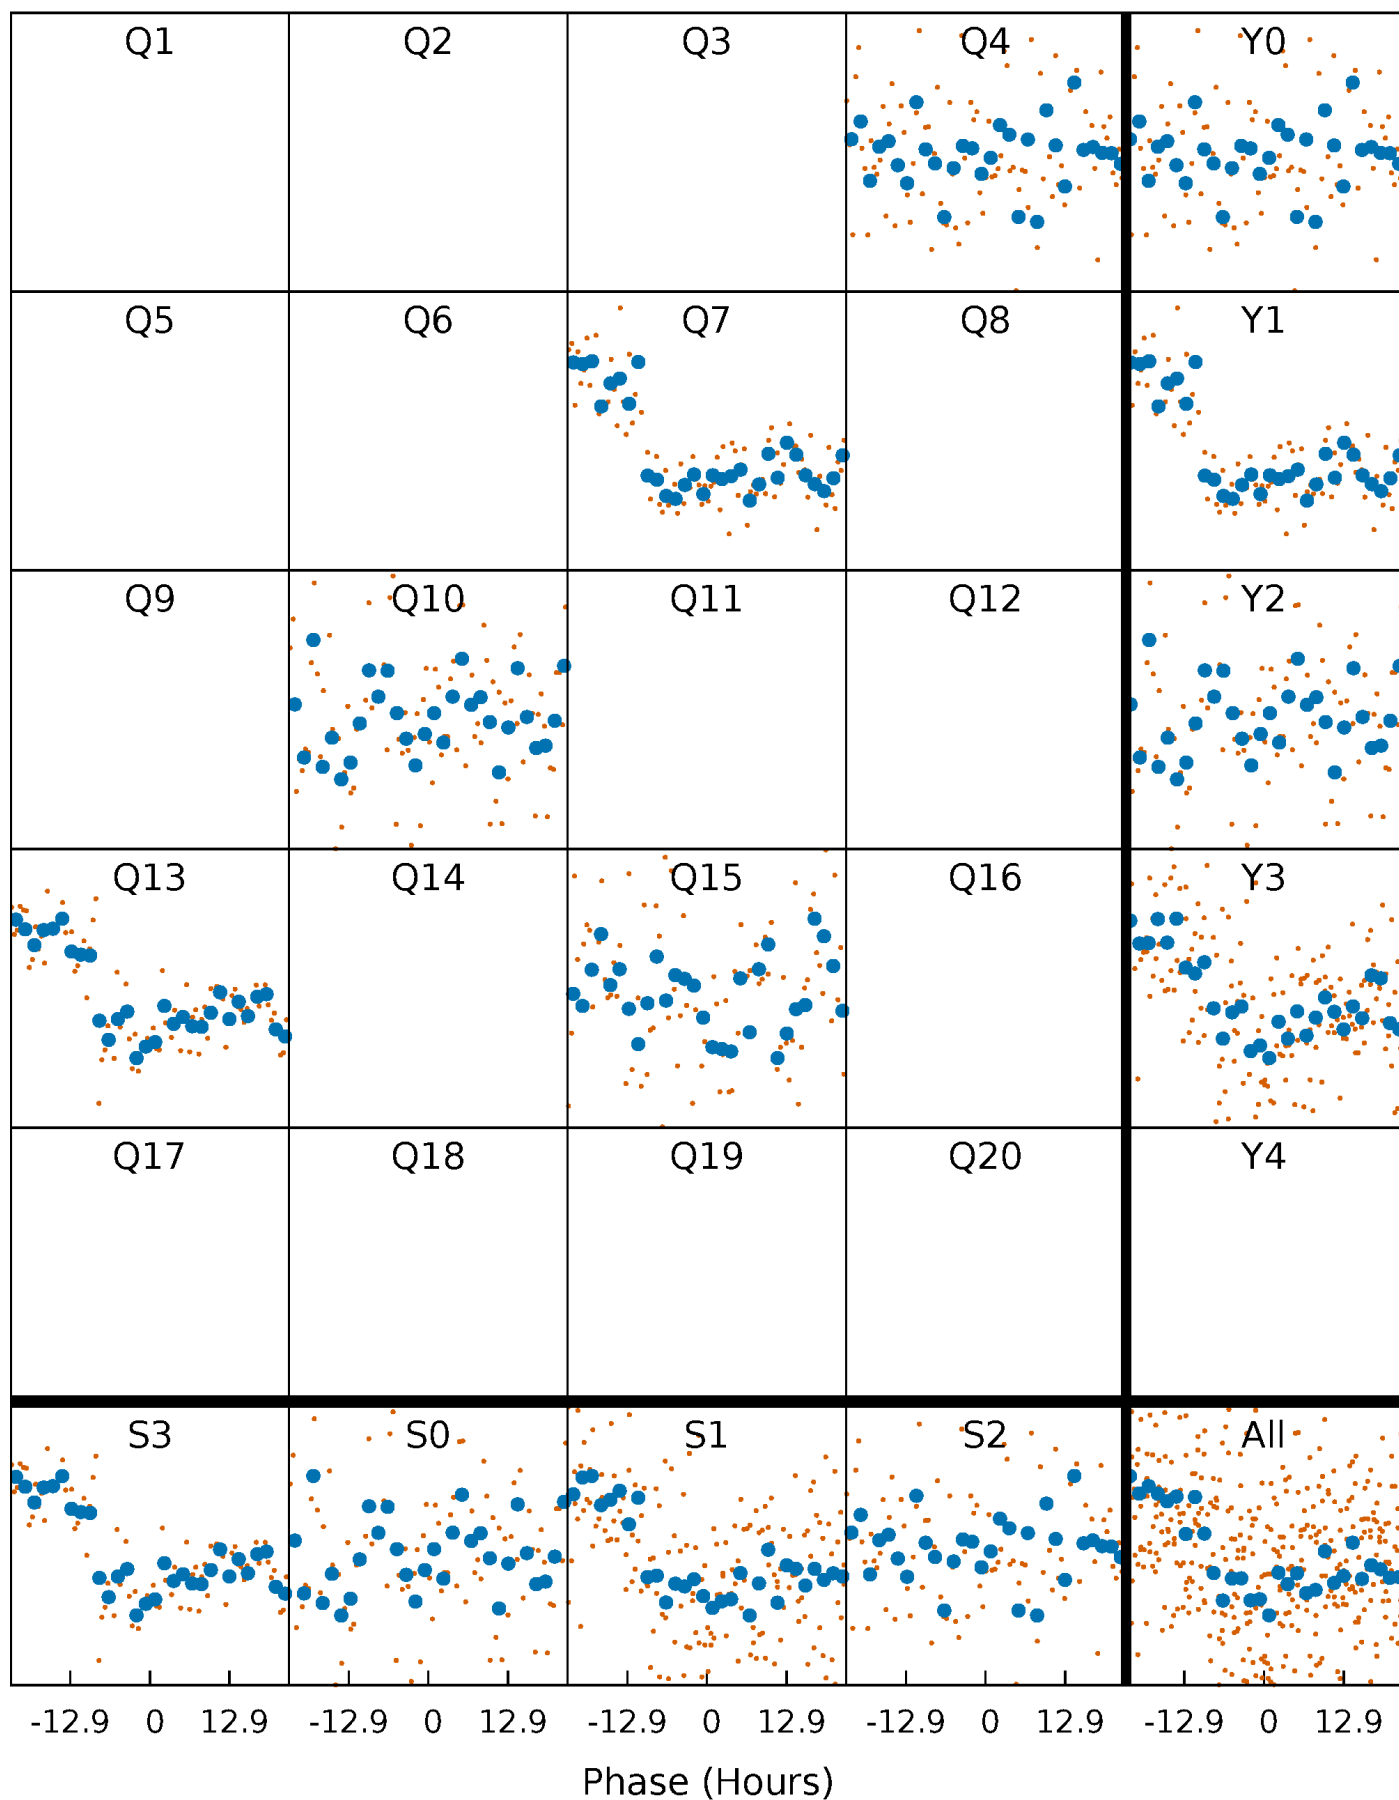 Q1 Q2 Q3 Q4 Y0
Q5 Q6 Q7 Q8 Y1
Q9 Q10 Q11 Q12 Y2
Q13 Q14 Q15 Q16 Y3
Q17 Q18 Q19 Q20 Y4
S3 S0 S1 S2 All
-12.9 0 12.9 -12.9 0 12.9 -12.9 0 12.9 -12.9 0 12.9 -12.9 0 12.9
Phase (Hours)